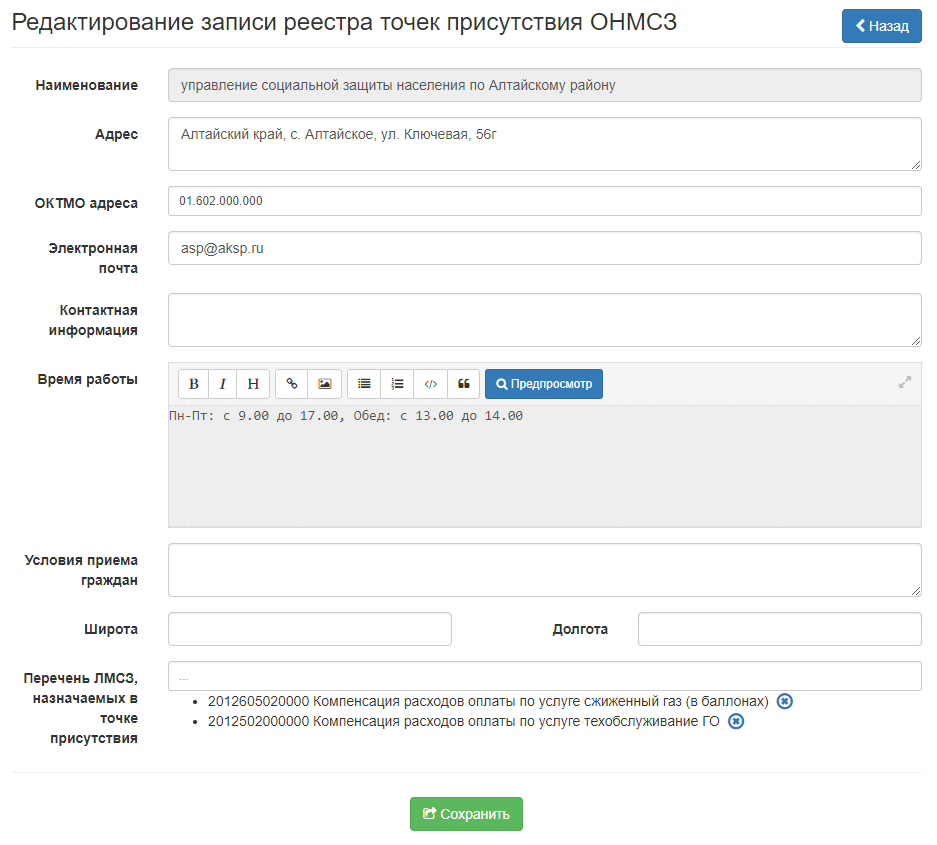 Редактирование записи реестра точек присутствия ОНМСЗ
Назад
Наименование
управление социальной защиты населения по Алтайскому району
Адрес
Алтайский край, с. Алтайское, ул. Ключевая, 56г
ОКТМО адреса
01.602.000.000
Электронная
почта
asp@aksp.ru
Контактная
информация
Время работы
B I H
Предпросмотр
Пн-Пт: с 9.00 до 17.00, Обед: с 13.00 до 14.00
Условия приема
граждан
Широта
Долгота
Перечень ЛМСЗ,
назначаемых в
точке
присутствия
...
• 2012605020000 Компенсация расходов оплаты по услуге сжиженный газ (в баллонах)
• 2012502000000 Компенсация расходов оплаты по услуге техобслуживание ГО
Сохранить